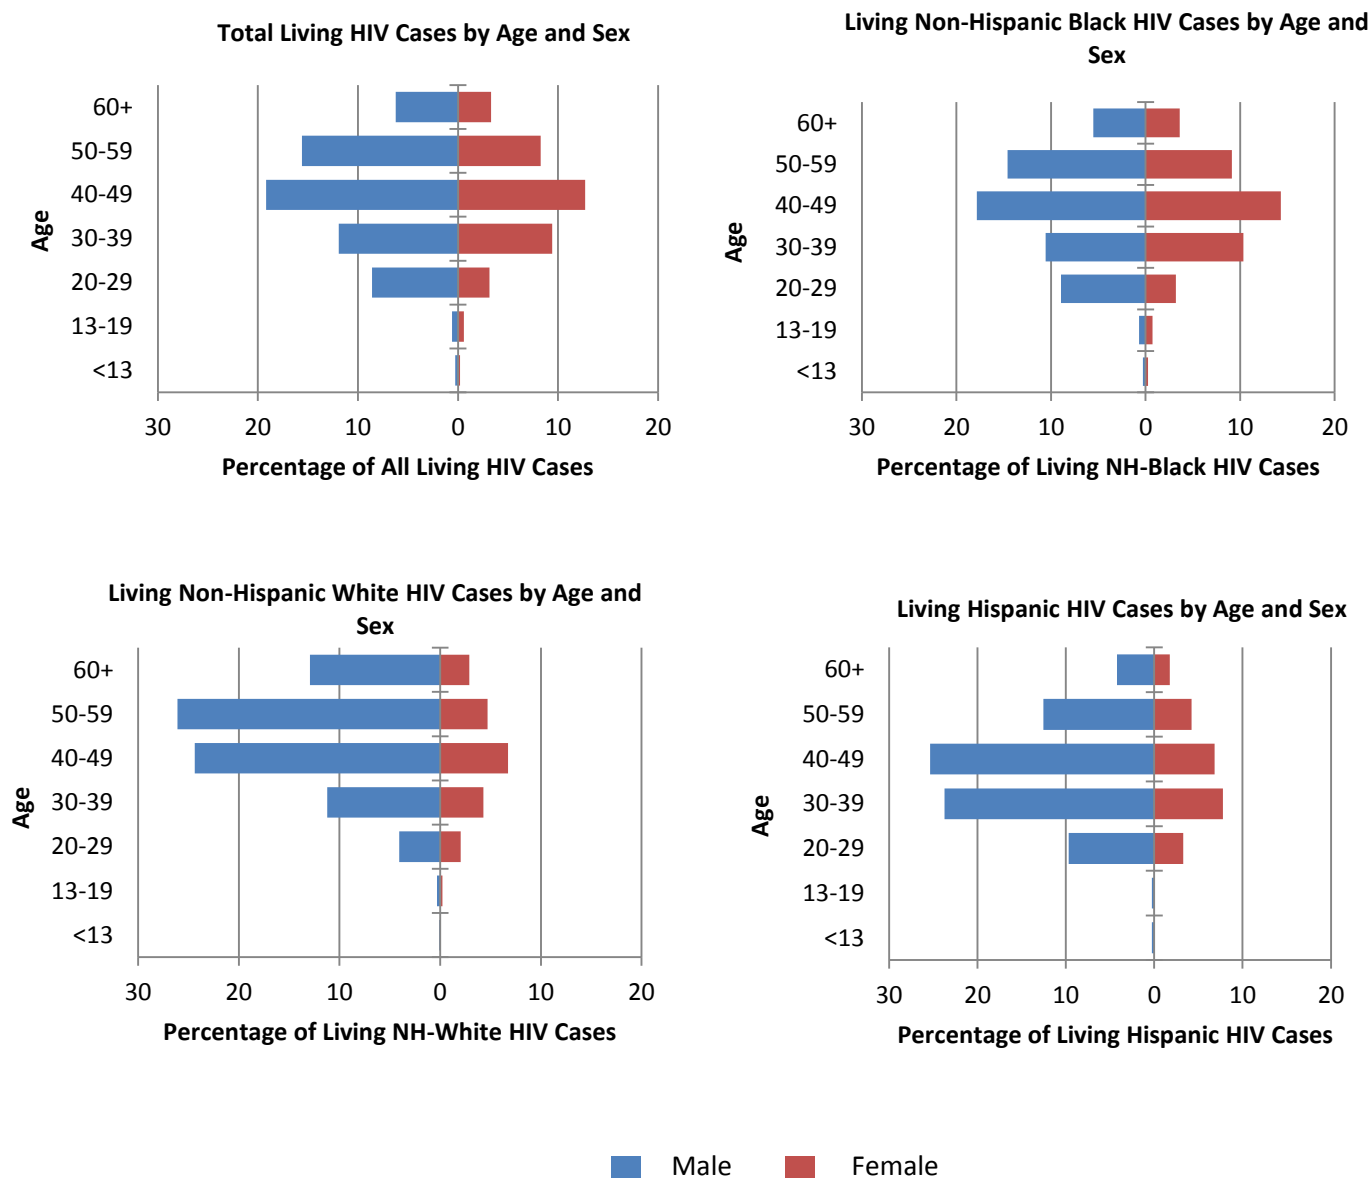 Total Living HIV Cases by Age and Sex
60+
50-59
40-49
30-39
20-29
13-19
<13
Age
30 20 10 0 10 20
Percentage of All Living HIV Cases
Living Non-Hispanic Black HIV Cases by Age and
Sex
60+
50-59
40-49
30-39
20-29
13-19
<13
Age
30 20 10 0 10 20
Percentage of Living NH-Black HIV Cases
Living Non-Hispanic White HIV Cases by Age and
Sex
60+
50-59
40-49
30-39
20-29
13-19
<13
Age
30 20 10 0 10 20
Percentage of Living NH-White HIV Cases
Living Hispanic HIV Cases by Age and Sex
60+
50-59
40-49
30-39
20-29
13-19
<13
Age
30 20 10 0 10 20
Percentage of Living Hispanic HIV Cases
Male Female